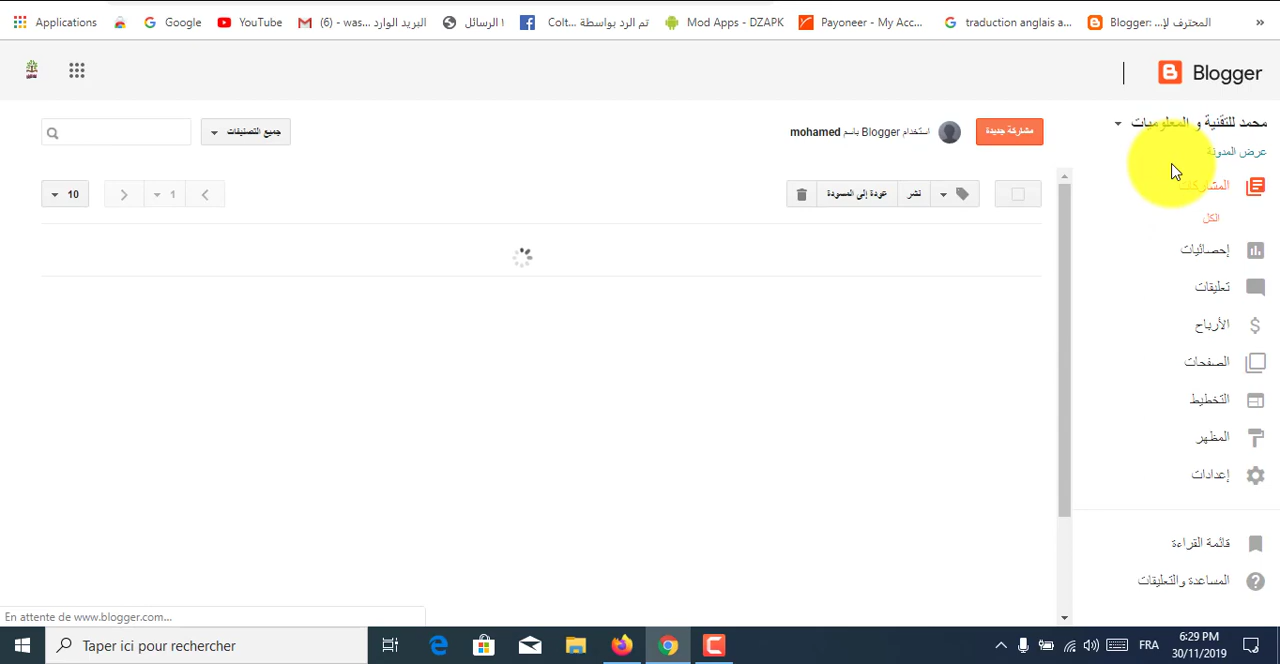 Applications
Google
YouTube
البريد الوارد (6) - was...
الرسائل ١
تم الرد بواسطة Colt...
Mod Apps - DZAPK
Payoneer - My Acc...
traduction anglais a...
Blogger: المحترف لإ...
»
Blogger
محمد للتقنية و المعلوميات
عرض المدونة
جميع التصنيفات
استخدام Blogger باسم mohamed
مشاركة جديدة
المشاركات
الكل
10
1
عودة إلى المسودة
نشر
إحصائيات
تعليقات
الأرباح
الصفحات
التخطيط
المظهر
إعدادات
قائمة القراءة
المساعدة والتعليقات
En attente de www.blogger.com...
Taper ici pour rechercher
FRA
6:29 PM
30/11/2019